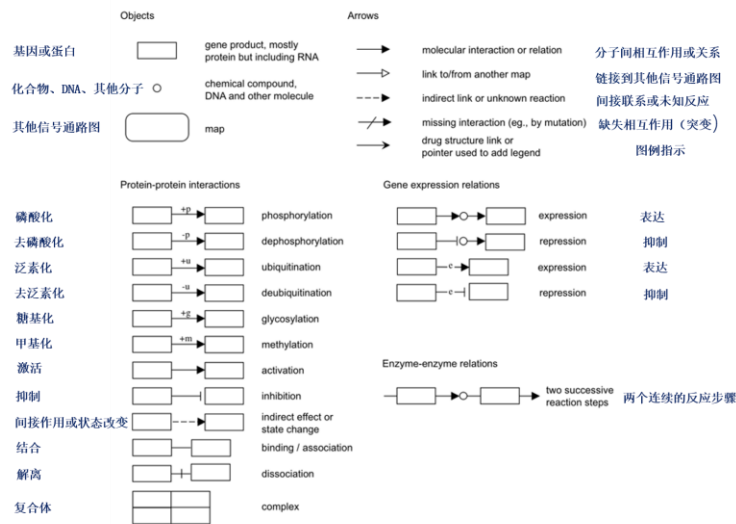 Objects
Arrows
基因或蛋白
gene product, mostly
protein but including RNA
molecular interaction or relation
分子间相互作用或关系
化合物、DNA、其他分子
chemical compound,
DNA and other molecule
link to/from another map
链接到其他信号通路图
indirect link or unknown reaction
间接联系或未知反应
其他信号通路图
map
missing interaction (eg., by mutation)
缺失相互作用（突变）
drug structure link or
pointer used to add legend
图例指示
Protein-protein interactions
磷酸化
+p
phosphorylation
去磷酸化
-p
dephosphorylation
泛素化
+u
ubiquitination
去泛素化
-u
deubiquitination
糖基化
+g
glycosylation
甲基化
+m
methylation
激活
activation
抑制
inhibition
间接作用或状态改变
indirect effect or
state change
结合
binding / association
解离
dissociation
复合体
complex
Gene expression relations
expression
表达
repression
抑制
e
expression
表达
e
repression
抑制
Enzyme-enzyme relations
two successive
reaction steps
两个连续的反应步骤